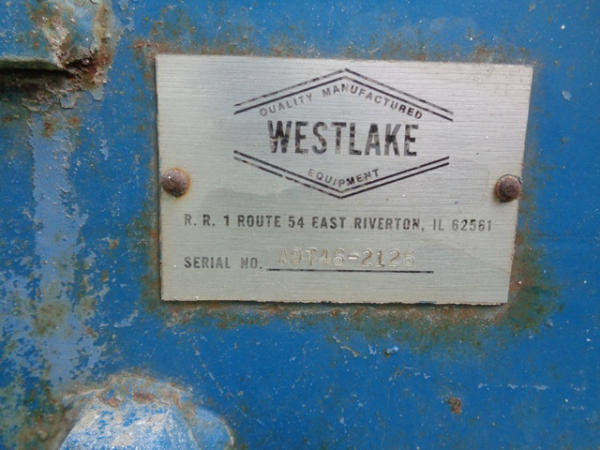 QUALITY MANUFACTURED
WESTLAKE
EQUIPMENT
R. R. 1 ROUTE 54 EAST RIVERTON, IL 62561
SERIAL NO.